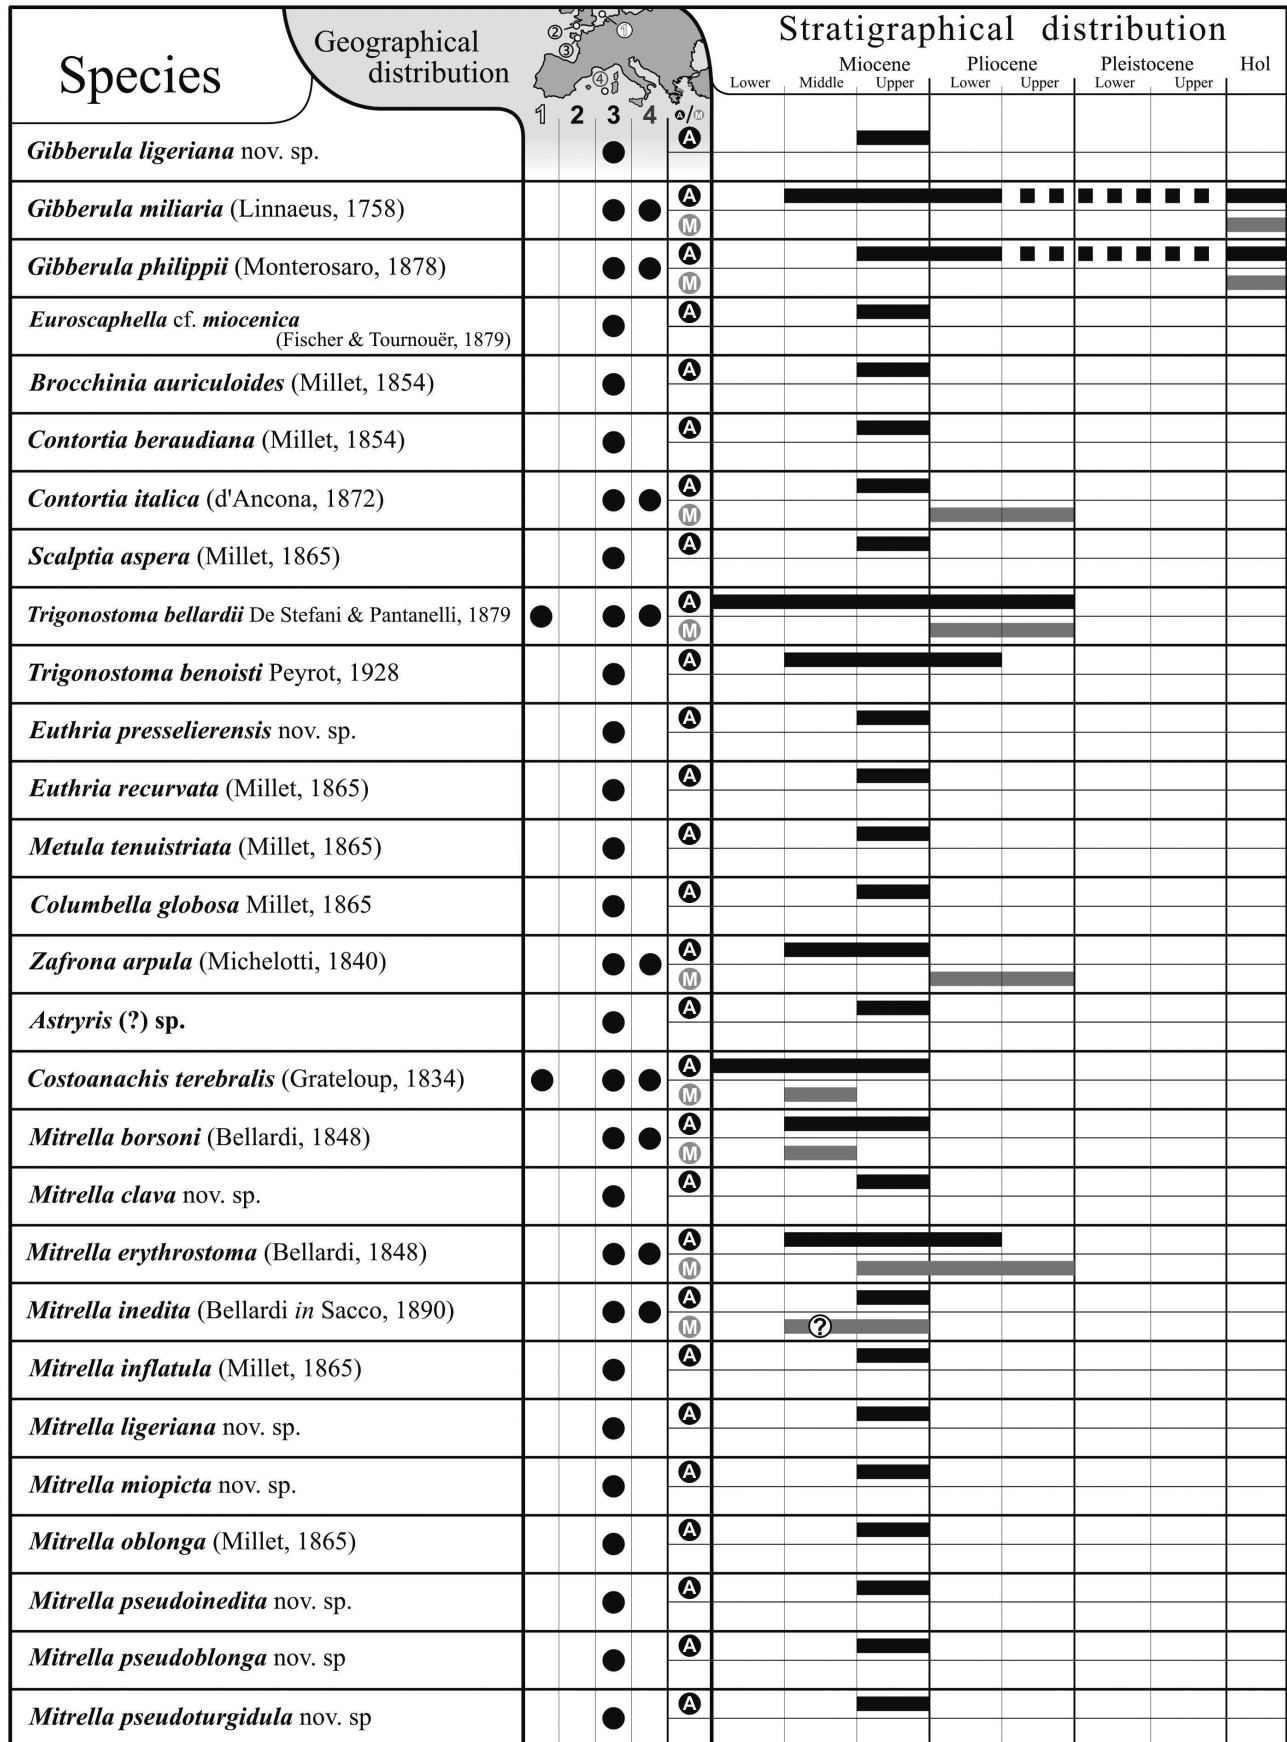 Species
Geographical
distribution
② ① ③ ④
1 2 3 4 A/M
Stratigraphical distribution
Miocene Pliocene Pleistocene Hol
Lower Middle Upper Lower Upper Lower Upper
Gibberula ligeriana nov. sp. A
Gibberula miliaria (Linnaeus, 1758) A
M
Gibberula philippii (Monterosaro, 1878) A
M
Euroscaphella cf. miocenica A
(Fischer & Tournouër, 1879)
Brocchinia auriculoides (Millet, 1854) A
Contortia beraudiana (Millet, 1854) A
Contortia italica (d'Ancona, 1872) A
M
Scalptia aspera (Millet, 1865) A
Trigonostoma bellardii De Stefani & Pantanelli, 1879 A
M
Trigonostoma benoisti Peyrot, 1928 A
Euthria presselierensis nov. sp. A
Euthria recurvata (Millet, 1865) A
Metula tenuistriata (Millet, 1865) A
Columbella globosa Millet, 1865 A
Zafrona arpula (Michelotti, 1840) A
M
Astryris (?) sp. A
Costoanachis terebralis (Grateloup, 1834) A
M
Mitrella borsoni (Bellardi, 1848) A
M
Mitrella clava nov. sp. A
Mitrella erythrostoma (Bellardi, 1848) A
M
Mitrella inedita (Bellardi in Sacco, 1890) A
M ?
Mitrella inflatula (Millet, 1865) A
Mitrella ligeriana nov. sp. A
Mitrella miopicta nov. sp. A
Mitrella oblonga (Millet, 1865) A
Mitrella pseudoinedita nov. sp. A
Mitrella pseudoblonga nov. sp A
Mitrella pseudoturgidula nov. sp A